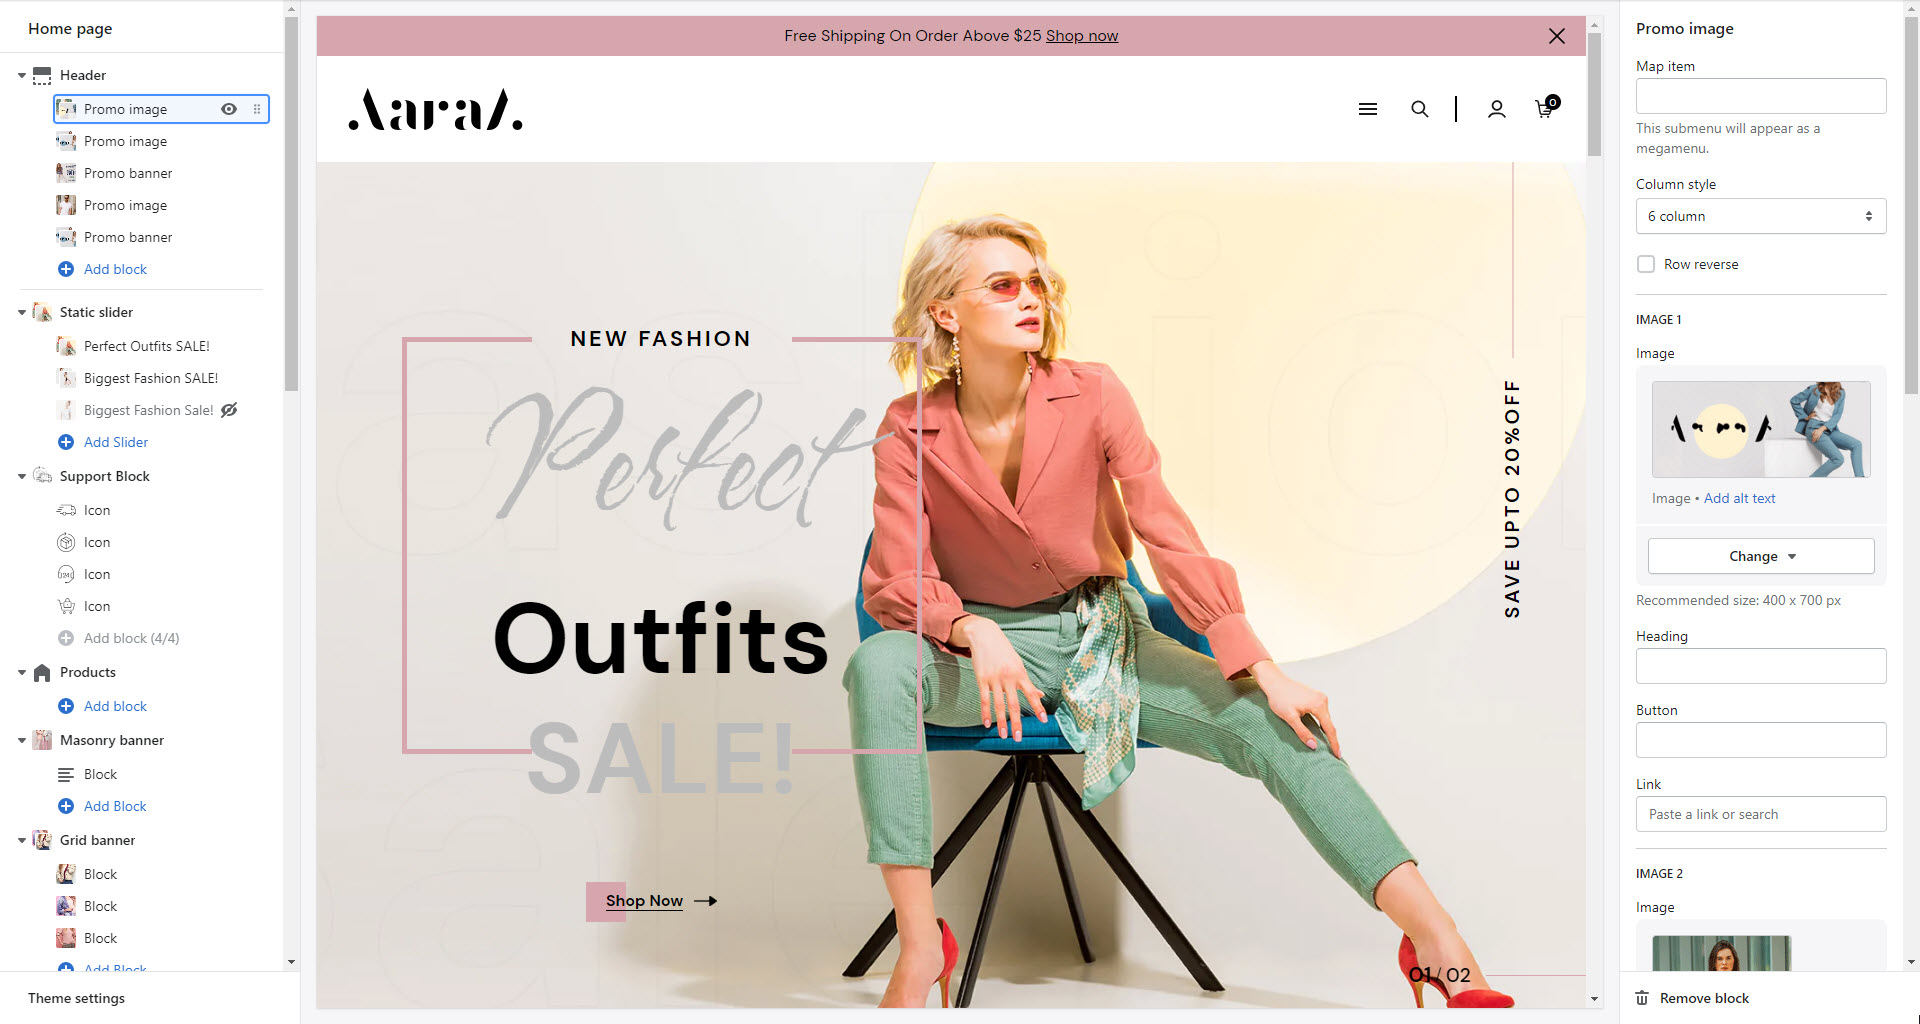 Home page
Header
Promo image
Promo image
Promo banner
Promo image
Promo banner
Add block
Static slider
Perfect Outfits SALE!
Biggest Fashion SALE!
Biggest Fashion Sale!
Add Slider
Support Block
Icon
Icon
Icon
Icon
Add block (4/4)
Products
Add block
Masonry banner
Block
Add Block
Grid banner
Block
Block
Block
Add Block
Theme settings
Free Shipping On Order Above $25 Shop now
Aaraa
0
NEW FASHION
Perfect
Outfits
SALE!
Shop Now
SAVE UPTO 20%OFF
01 / 02
Promo image
Map item
This submenu will appear as a
megamenu.
Column style
6 column
Row reverse
IMAGE 1
Image
Image • Add alt text
Change
Recommended size: 400 x 700 px
Heading
Button
Link
Paste a link or search
IMAGE 2
Image
Remove block